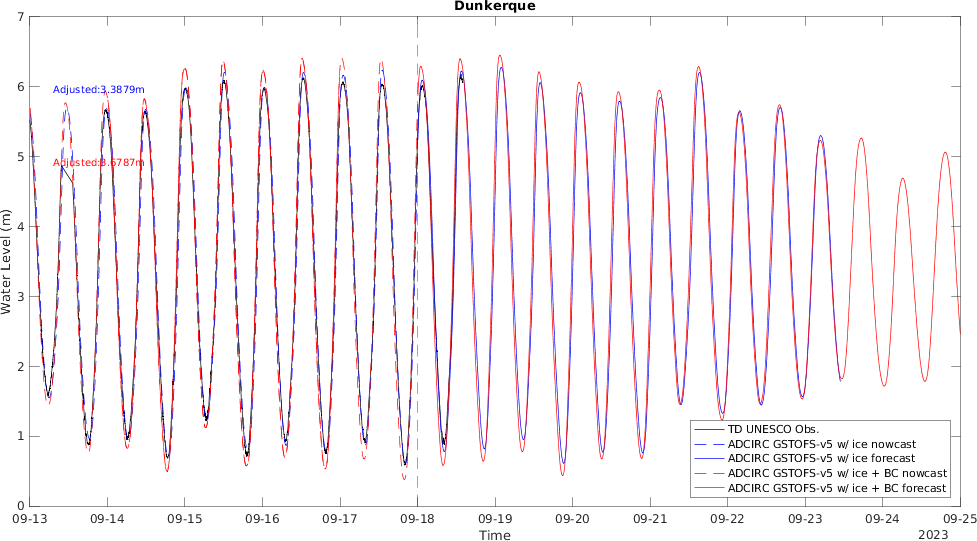 Dunkerque
7
6
5
4
3
2
1
0
Water Level (m)
Adjusted:3.3879m
Adjusted:3.6787m
TD UNESCO Obs.
ADCIRC GSTOFS-v5 w/ ice nowcast
ADCIRC GSTOFS-v5 w/ ice forecast
ADCIRC GSTOFS-v5 w/ ice + BC nowcast
ADCIRC GSTOFS-v5 w/ ice + BC forecast
09-13 09-14 09-15 09-16 09-17 09-18 09-19 09-20 09-21 09-22 09-23 09-24 09-25
Time
2023